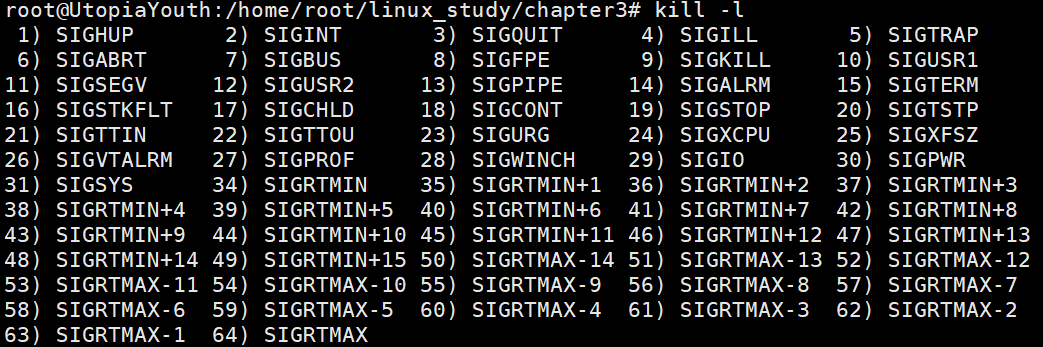 root@UtopiaYouth:/home/root/linux_study/chapter3# kill -l
 1) SIGHUP       2) SIGINT       3) SIGQUIT      4) SIGILL       5) SIGTRAP
 6) SIGABRT      7) SIGBUS       8) SIGFPE       9) SIGKILL     10) SIGUSR1
11) SIGSEGV     12) SIGUSR2     13) SIGPIPE     14) SIGALRM     15) SIGTERM
16) SIGSTKFLT   17) SIGCHLD     18) SIGCONT     19) SIGSTOP     20) SIGTSTP
21) SIGTTIN     22) SIGTTOU     23) SIGURG      24) SIGXCPU     25) SIGXFSZ
26) SIGVTALRM   27) SIGPROF     28) SIGWINCH    29) SIGIO       30) SIGPWR
31) SIGSYS      34) SIGRTMIN    35) SIGRTMIN+1  36) SIGRTMIN+2  37) SIGRTMIN+3
38) SIGRTMIN+4  39) SIGRTMIN+5  40) SIGRTMIN+6  41) SIGRTMIN+7  42) SIGRTMIN+8
43) SIGRTMIN+9  44) SIGRTMIN+10 45) SIGRTMIN+11 46) SIGRTMIN+12 47) SIGRTMIN+13
48) SIGRTMIN+14 49) SIGRTMIN+15 50) SIGRTMAX-14 51) SIGRTMAX-13 52) SIGRTMAX-12
53) SIGRTMAX-11 54) SIGRTMAX-10 55) SIGRTMAX-9  56) SIGRTMAX-8  57) SIGRTMAX-7
58) SIGRTMAX-6  59) SIGRTMAX-5  60) SIGRTMAX-4  61) SIGRTMAX-3  62) SIGRTMAX-2
63) SIGRTMAX-1  64) SIGRTMAX